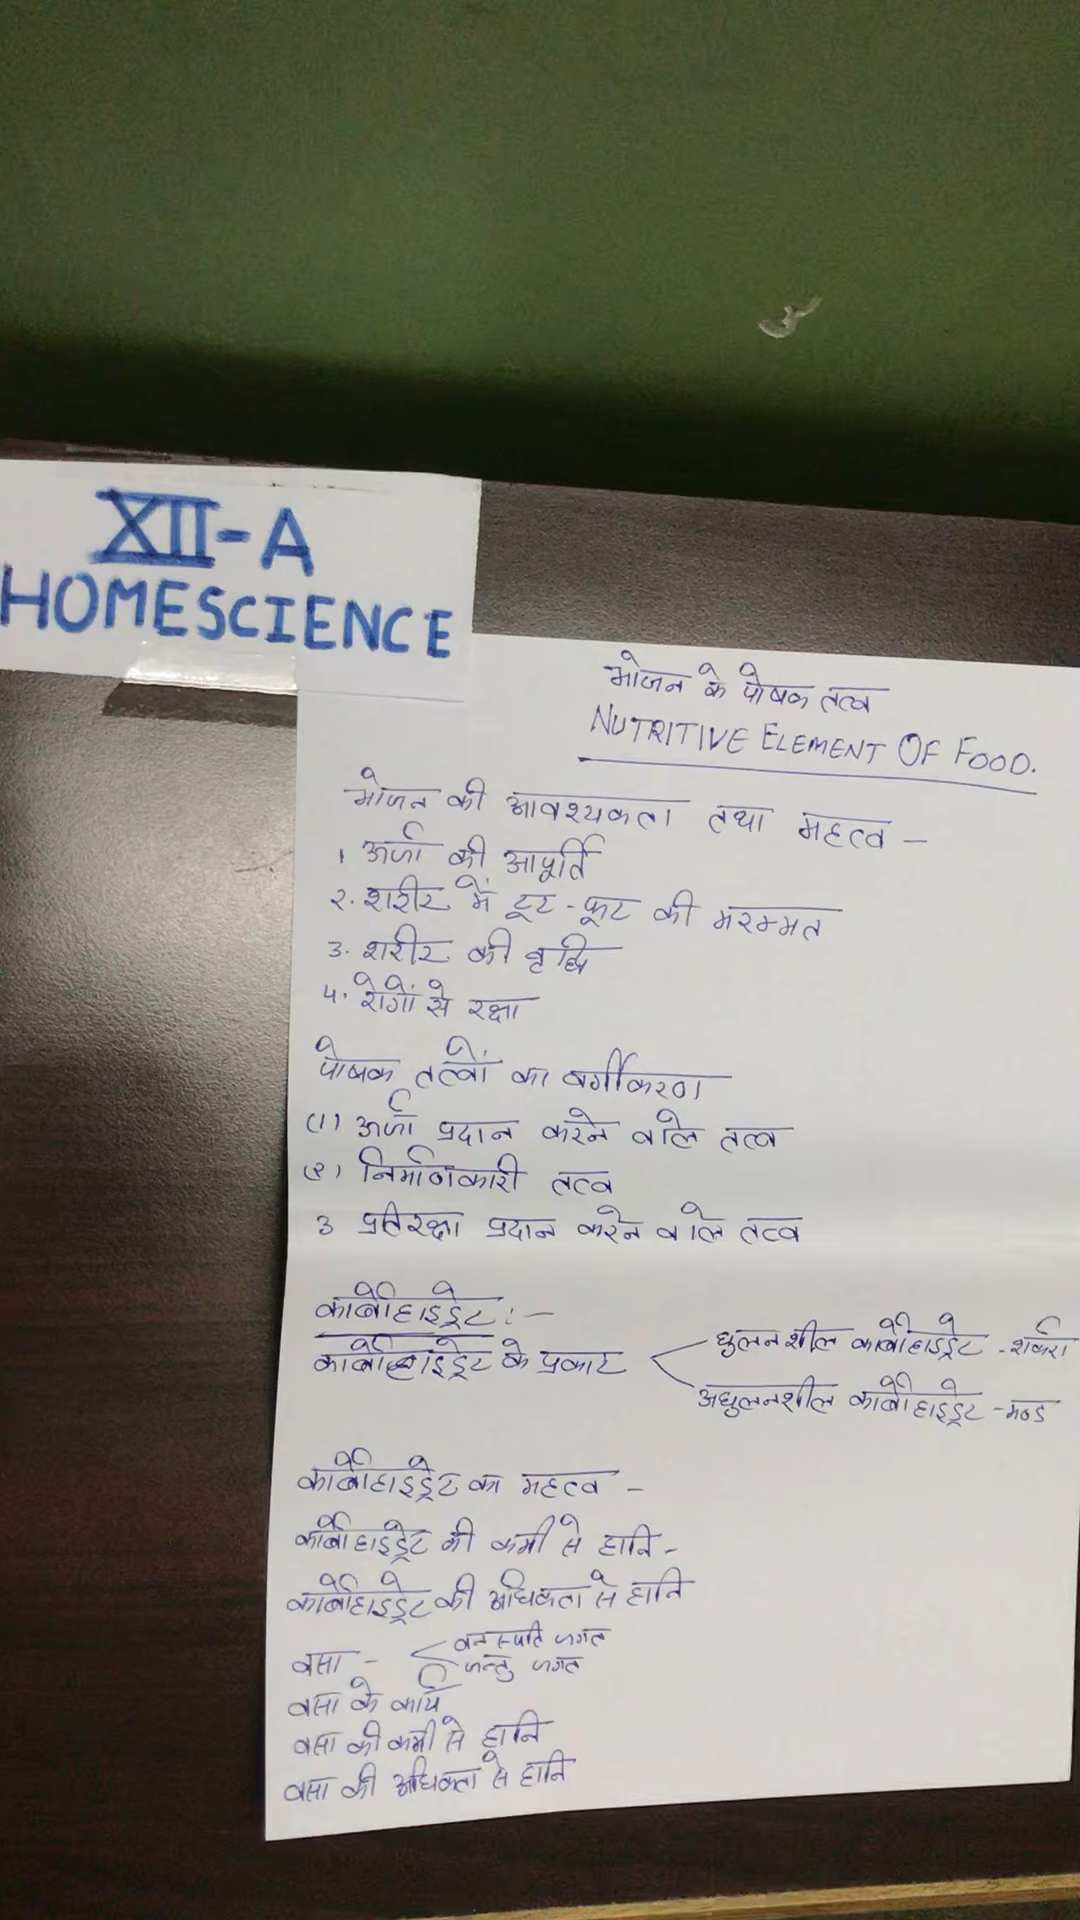 XII-A
HOMESCIENCE
भोजन के पोषक तत्व
NUTRITIVE ELEMENT OF FOOD.
भोजन की आवश्यकता तथा महत्व -
1 ऊर्जा की आपूर्ति
२. शरीर में टूट-फूट की मरम्मत
3. शरीर की वृद्धि
4. रोगों से रक्षा
पोषक तत्वों का वर्गीकरण
(1) ऊर्जा प्रदान करने वाले तत्व
(२) निर्माणकारी तत्व
3 प्रतिरक्षा प्रदान करने वाले तत्व
कार्बोहाइड्रेट :-
कार्बोहाइड्रेट के प्रकार
घुलनशील कार्बोहाइड्रेट - शर्करा
अघुलनशील कार्बोहाइड्रेट - मण्ड
कार्बोहाइड्रेट का महत्व -
कार्बोहाइड्रेट की कमी से हानि -
कार्बोहाइड्रेट की अधिकता से हानि
वसा -
वनस्पति जगत
जन्तु जगत
वसा के कार्य
वसा की कमी से हानि
वसा की अधिकता से हानि